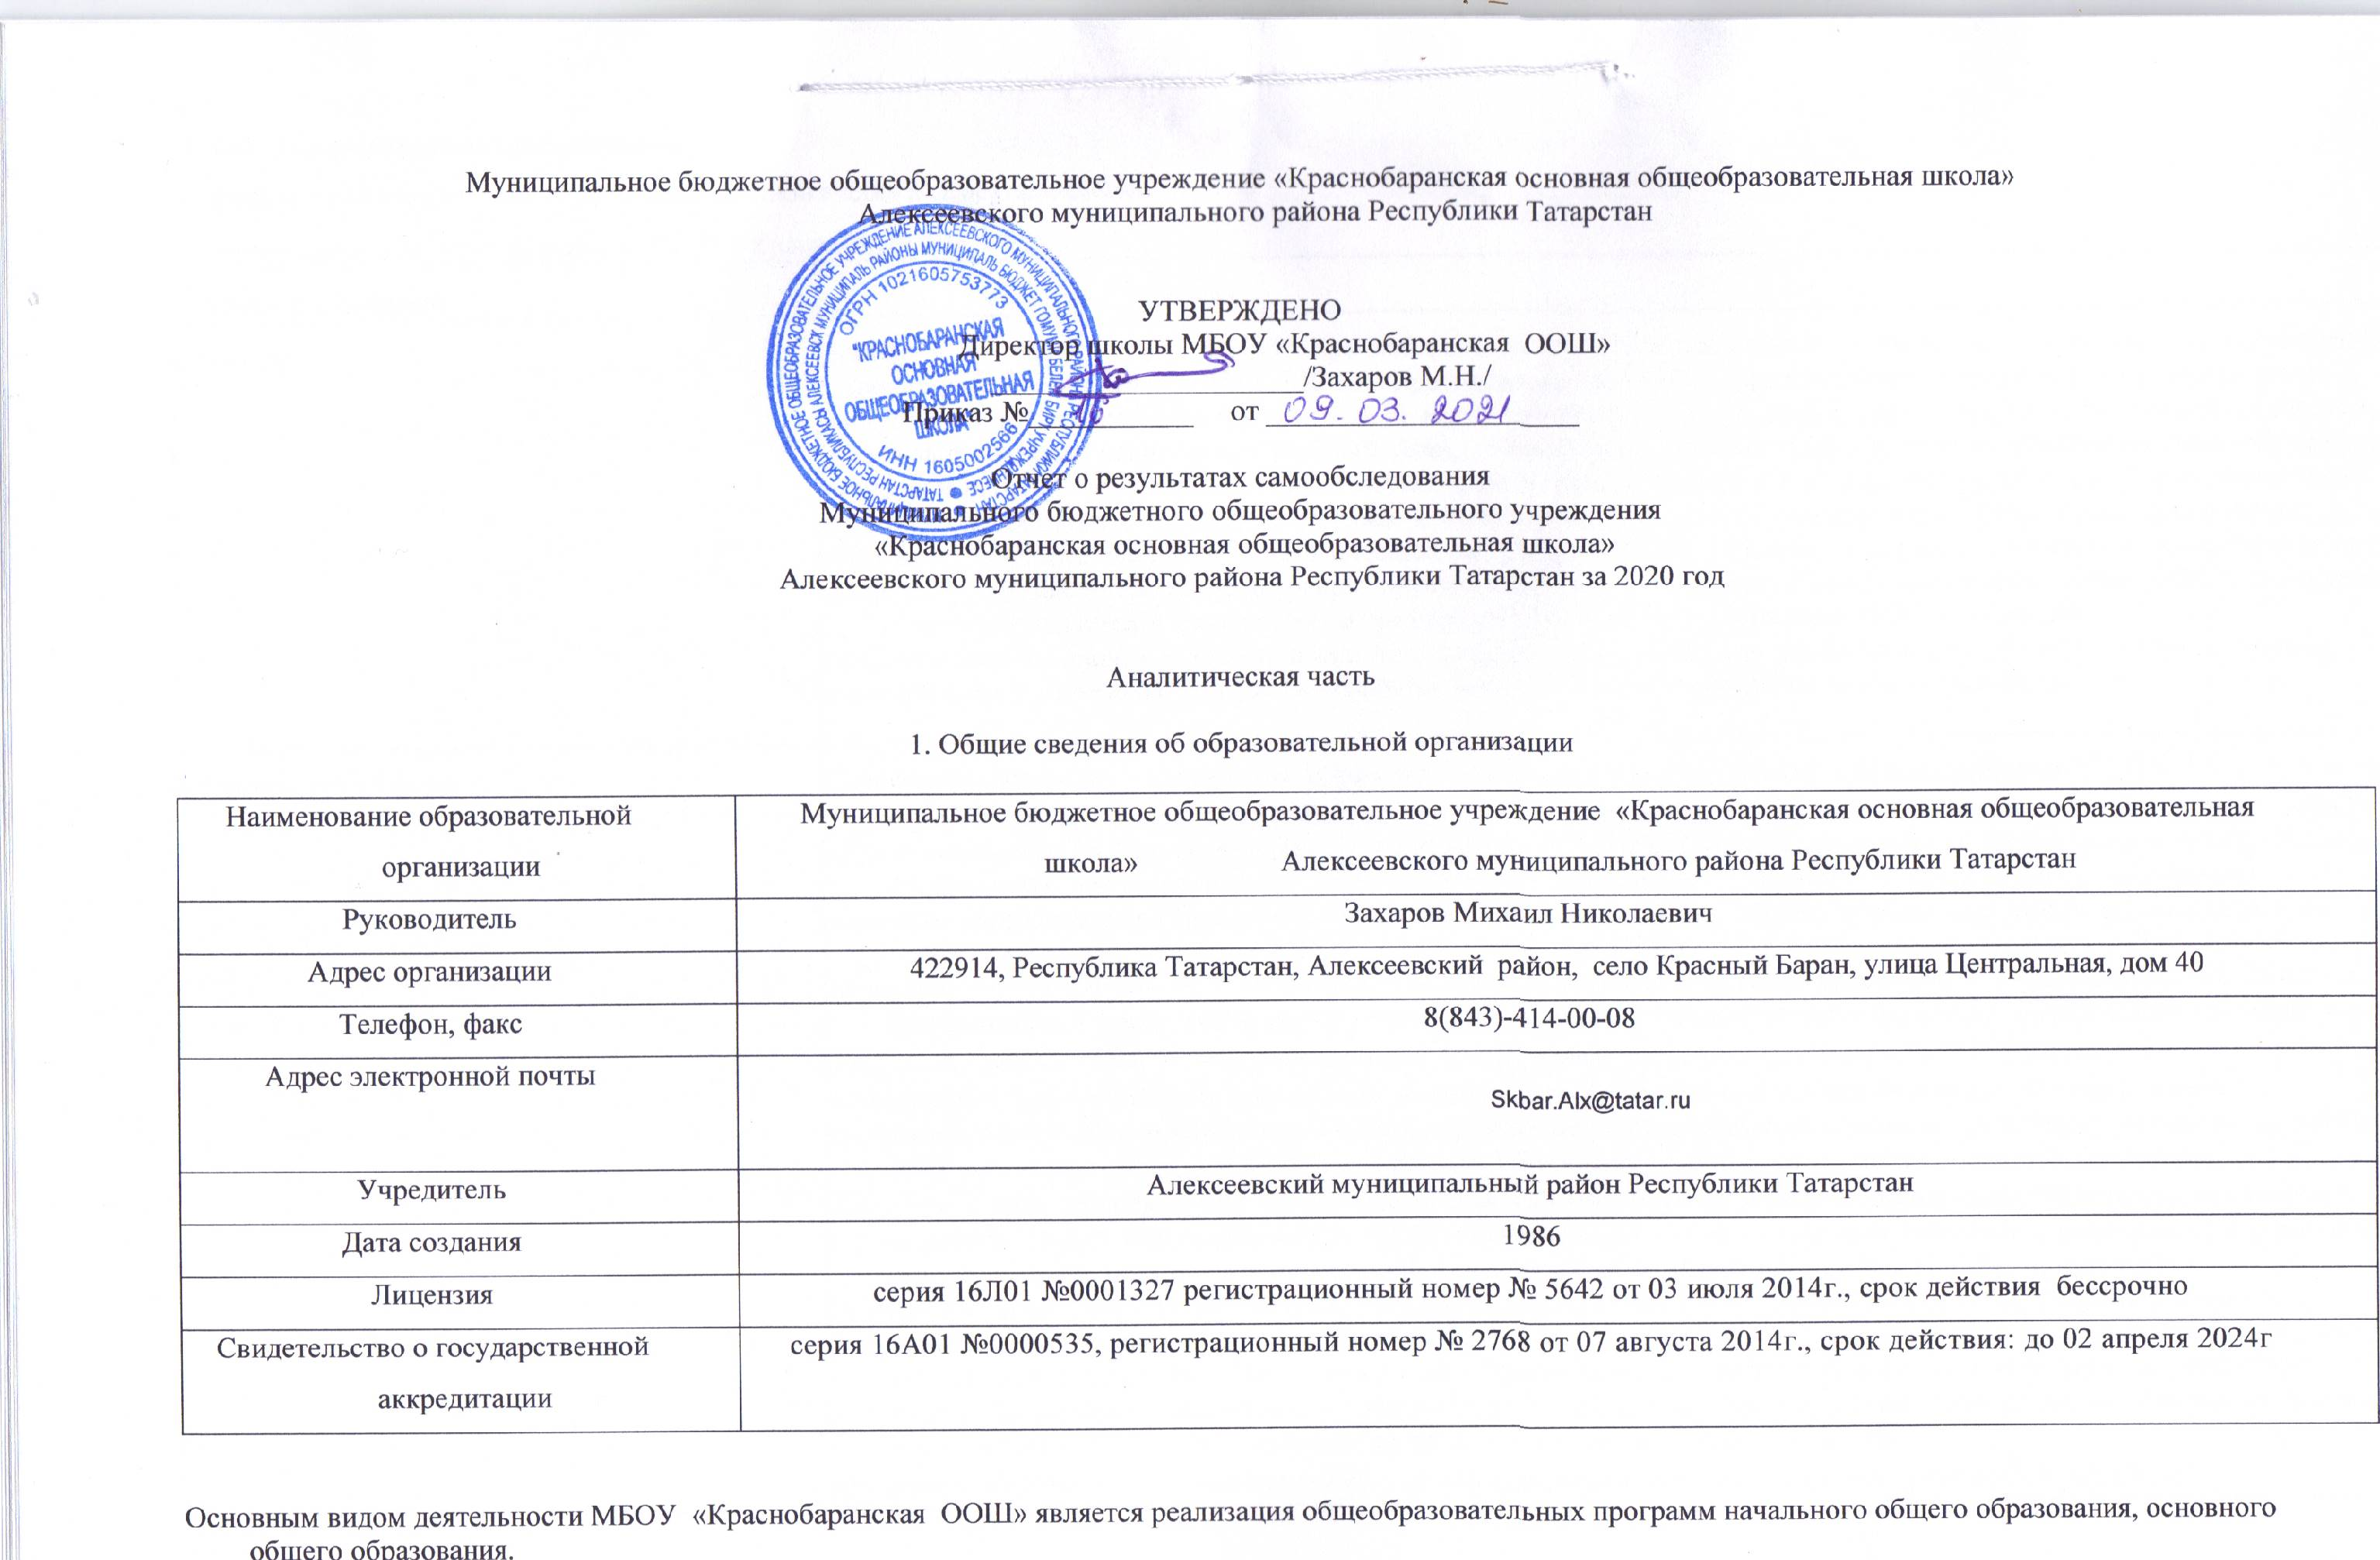 Муниципальное бюджетное общеобразовательное учреждение «Краснобаранская основная общеобразовательная школа»
Алексеевского муниципального района Республики Татарстан
УТВЕРЖДЕНО
Директор школы МБОУ «Краснобаранская ООШ»
/Захаров М.Н./
Приказ № от 09.03.2021
ОГРН 1021605753773
"КРАСНОБАРАНСКАЯ
ОСНОВНАЯ
ОБЩЕОБРАЗОВАТЕЛЬНАЯ
ШКОЛА"
ИНН 1605002566
Отчет о результатах самообследования
Муниципального бюджетного общеобразовательного учреждения
«Краснобаранская основная общеобразовательная школа»
Алексеевского муниципального района Республики Татарстан за 2020 год
Аналитическая часть
1. Общие сведения об образовательной организации
Наименование образовательной
организации
Муниципальное бюджетное общеобразовательное учреждение «Краснобаранская основная общеобразовательная
школа» Алексеевского муниципального района Республики Татарстан
Руководитель
Захаров Михаил Николаевич
Адрес организации
422914, Республика Татарстан, Алексеевский район, село Красный Баран, улица Центральная, дом 40
Телефон, факс
8(843)-414-00-08
Адрес электронной почты
Skbar.Alx@tatar.ru
Учредитель
Алексеевский муниципальный район Республики Татарстан
Дата создания
1986
Лицензия
серия 16Л01 №0001327 регистрационный номер № 5642 от 03 июля 2014г., срок действия бессрочно
Свидетельство о государственной
аккредитации
серия 16А01 №0000535, регистрационный номер № 2768 от 07 августа 2014г., срок действия: до 02 апреля 2024г
Основным видом деятельности МБОУ «Краснобаранская ООШ» является реализация общеобразовательных программ начального общего образования, основного
общего образования.